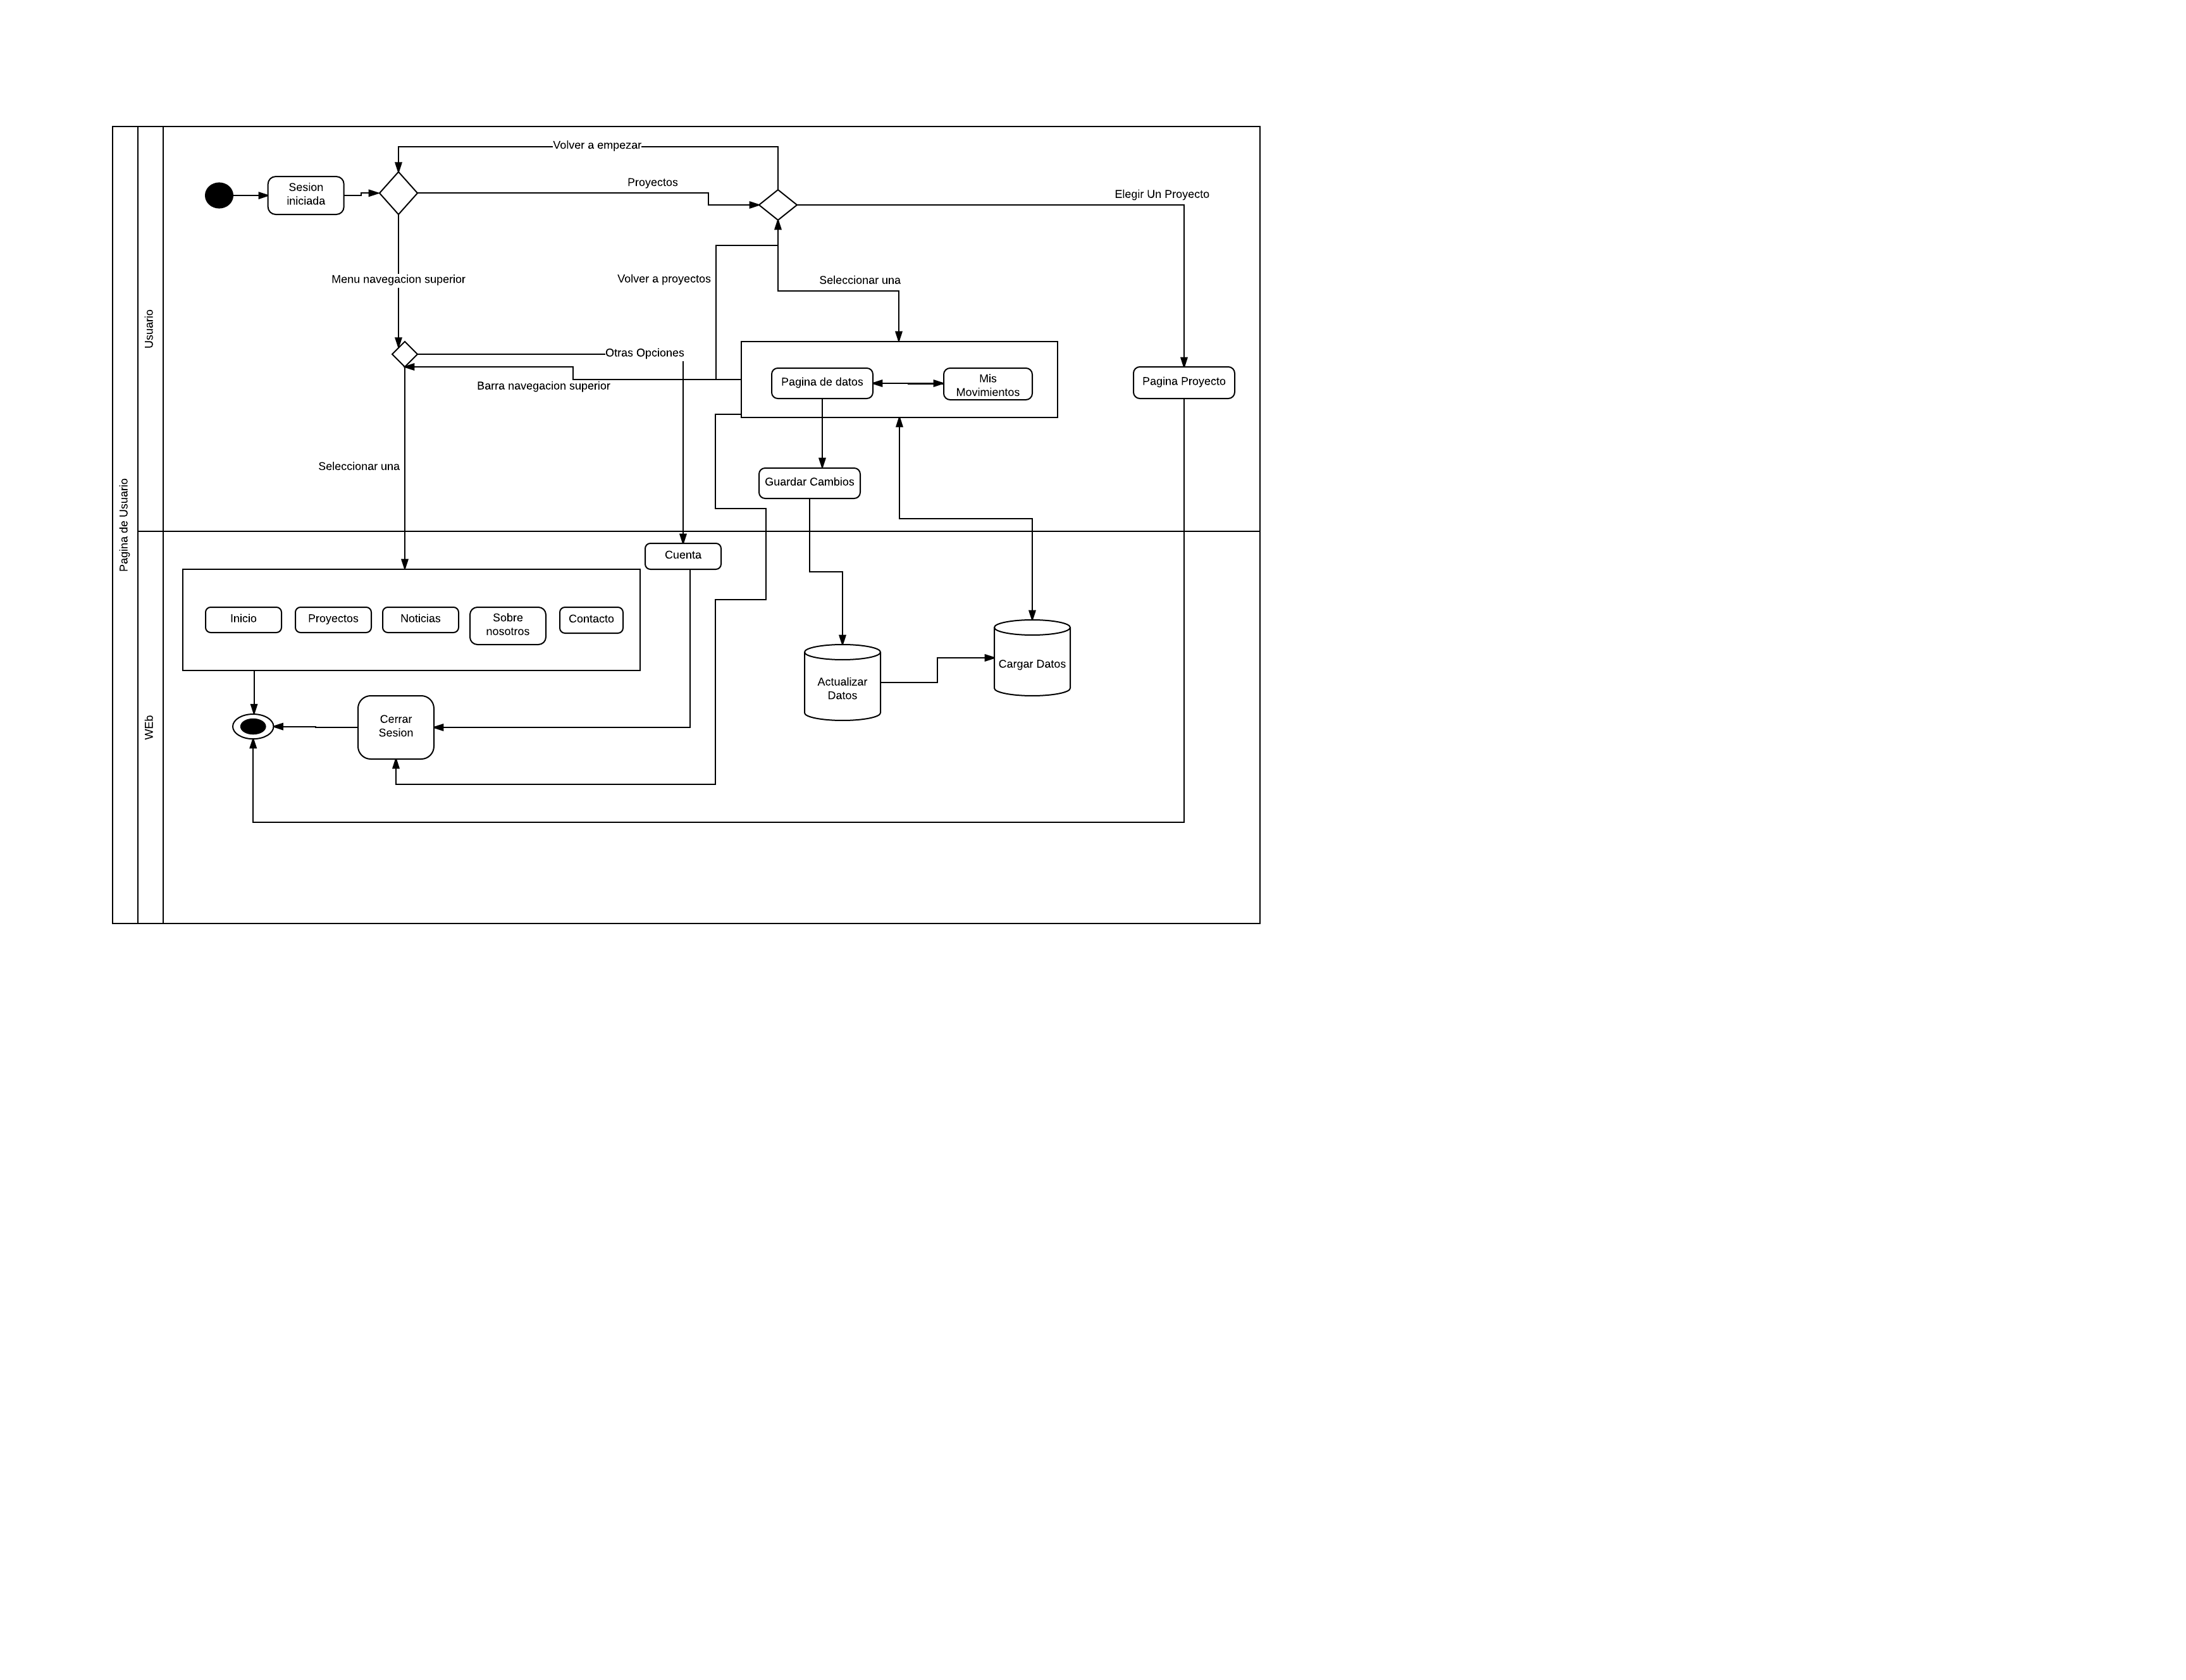 Volver a empezar
Proyectos
Elegir Un Proyecto
Sesion
iniciada
Menu navegacion superior
Volver a proyectos
Seleccionar una
Usuario
Otras Opciones
Barra navegacion superior
Pagina de datos
Mis
Movimientos
Pagina Proyecto
Seleccionar una
Guardar Cambios
Pagina de Usuario
Cuenta
Inicio
Proyectos
Noticias
Sobre
nosotros
Contacto
Cargar Datos
Actualizar
Datos
WEb
Cerrar
Sesion